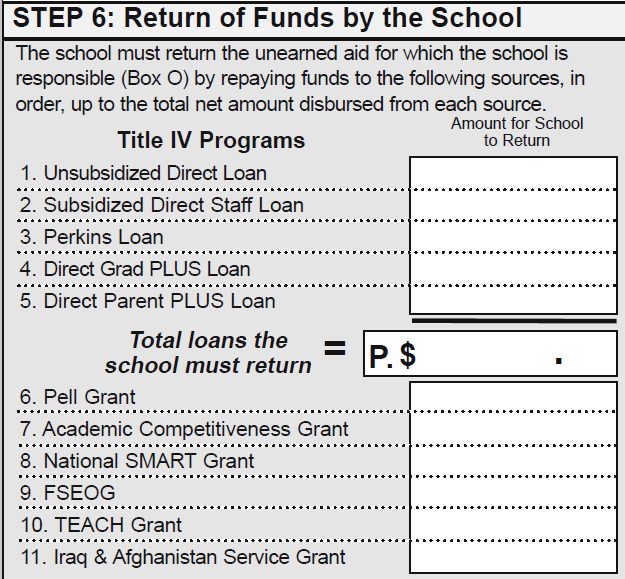 STEP 6: Return of Funds by the School
The school must return the unearned aid for which the school is
responsible (Box O) by repaying funds to the following sources, in
order, up to the total net amount disbursed from each source.
Amount for School
to Return
Title IV Programs
1. Unsubsidized Direct Loan
2. Subsidized Direct Staff Loan
3. Perkins Loan
4. Direct Grad PLUS Loan
5. Direct Parent PLUS Loan
Total loans the
school must return = P. $ .
6. Pell Grant
7. Academic Competitiveness Grant
8. National SMART Grant
9. FSEOG
10. TEACH Grant
11. Iraq & Afghanistan Service Grant